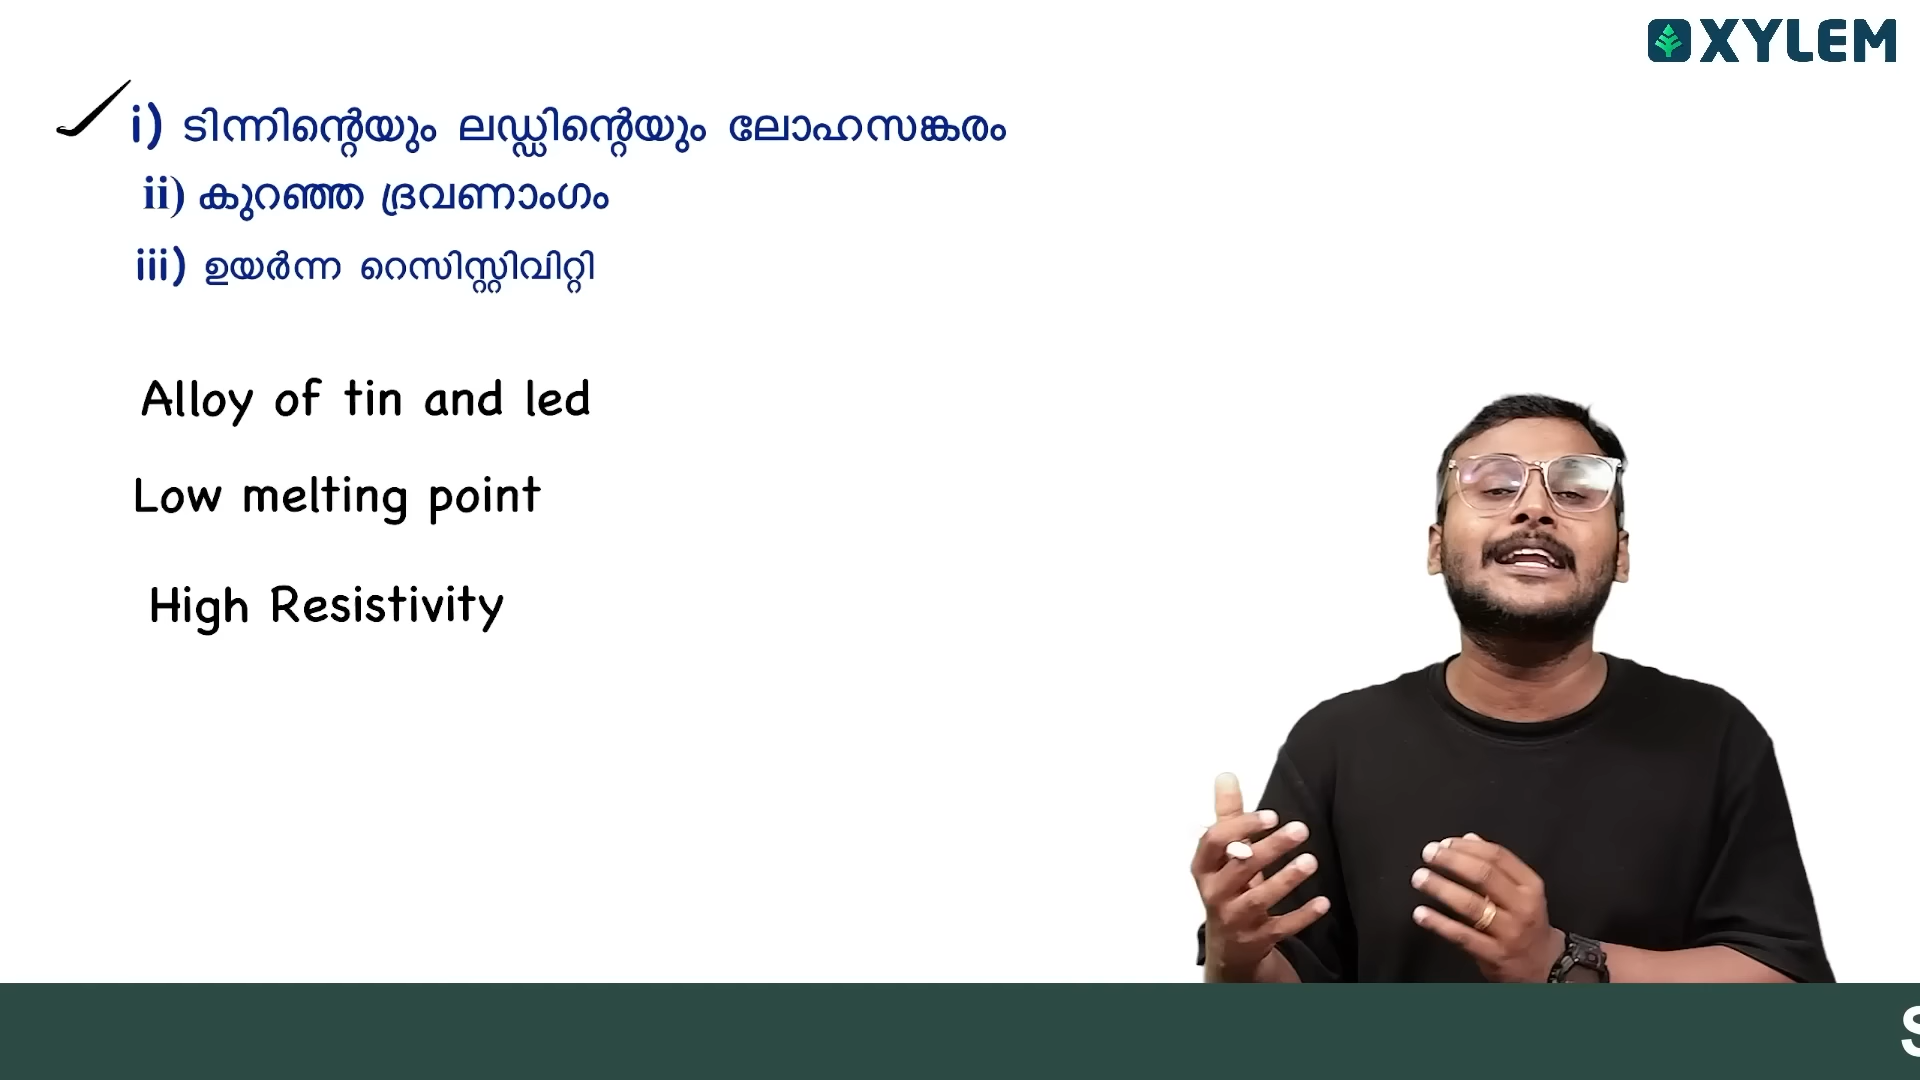 XYLEM
i) ടിന്നിന്റെയും ലഡ്ഡിന്റെയും ലോഹസങ്കരം
ii) കുറഞ്ഞ ദ്രവണാംഗം
iii) ഉയർന്ന റെസിസ്റ്റിവിറ്റി
Alloy of tin and led
Low melting point
High Resistivity
S